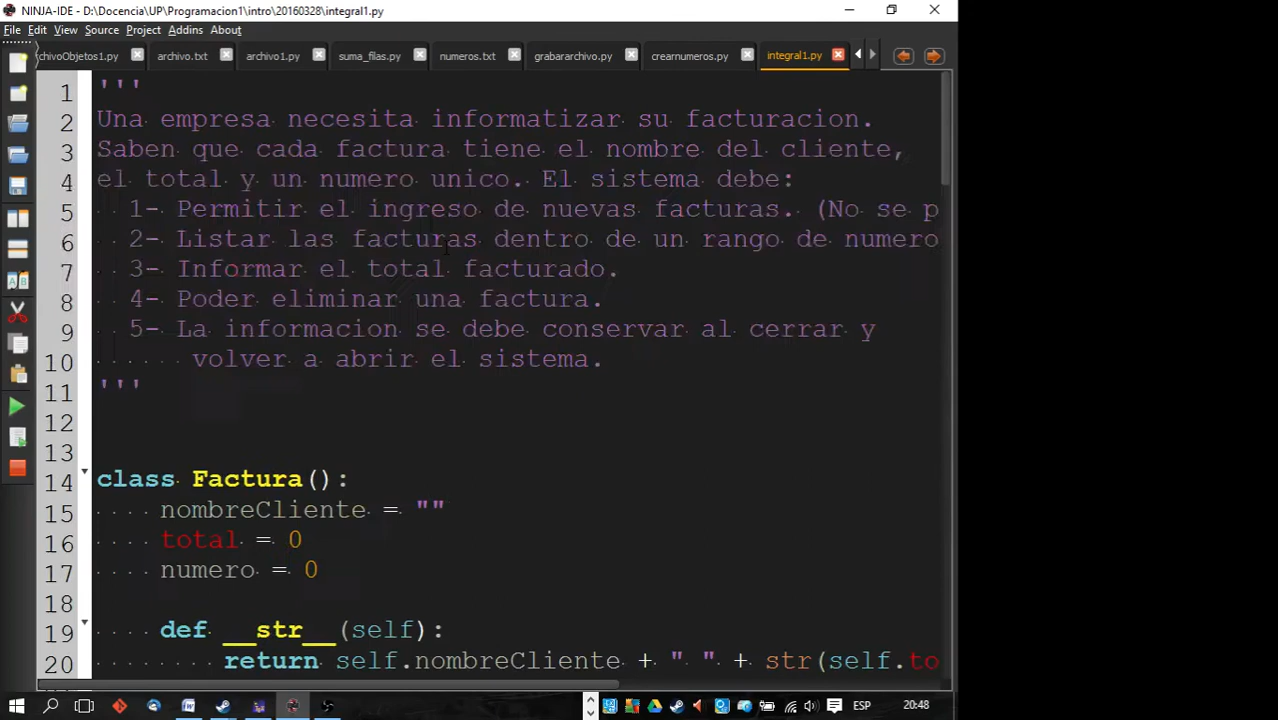 NINJA-IDE - D:\Docencia\UP\Programacion1\intro\20160328\integral1.py
File Edit View Source Project Addins About
chivoObjetos1.py archivo.txt archivo1.py suma_filas.py numeros.txt grabararchivo.py crearnumeros.py integral1.py
1 '''
2 Una empresa necesita informatizar su facturacion.
3 Saben que cada factura tiene el nombre del cliente,
4 el total y un numero unico. El sistema debe:
5 1- Permitir el ingreso de nuevas facturas. (No se p
6 2- Listar las facturas dentro de un rango de numero
7 3- Informar el total facturado.
8 4- Poder eliminar una factura.
9 5- La informacion se debe conservar al cerrar y
10 volver a abrir el sistema.
11 '''
12
13
14 class Factura():
15 nombreCliente = ""
16 total = 0
17 numero = 0
18
19 def __str__(self):
20 return self.nombreCliente + " " + str(self.to
ESP 20:48